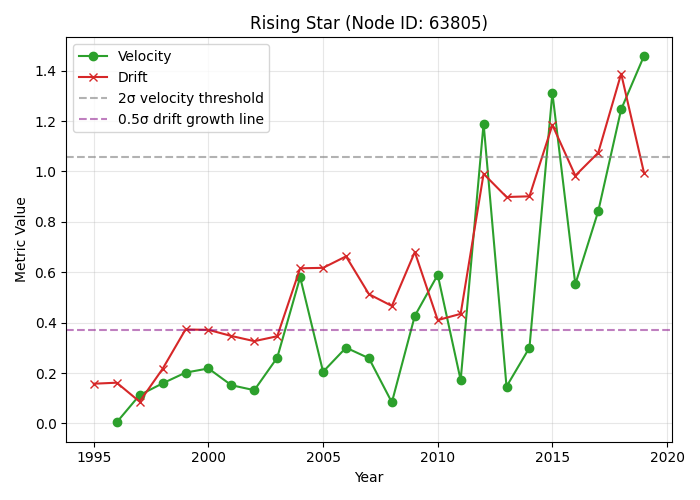 Rising Star (Node ID: 63805)
Velocity
Drift
2σ velocity threshold
0.5σ drift growth line
Metric Value
1.4
1.2
1.0
0.8
0.6
0.4
0.2
0.0
1995 2000 2005 2010 2015 2020
Year